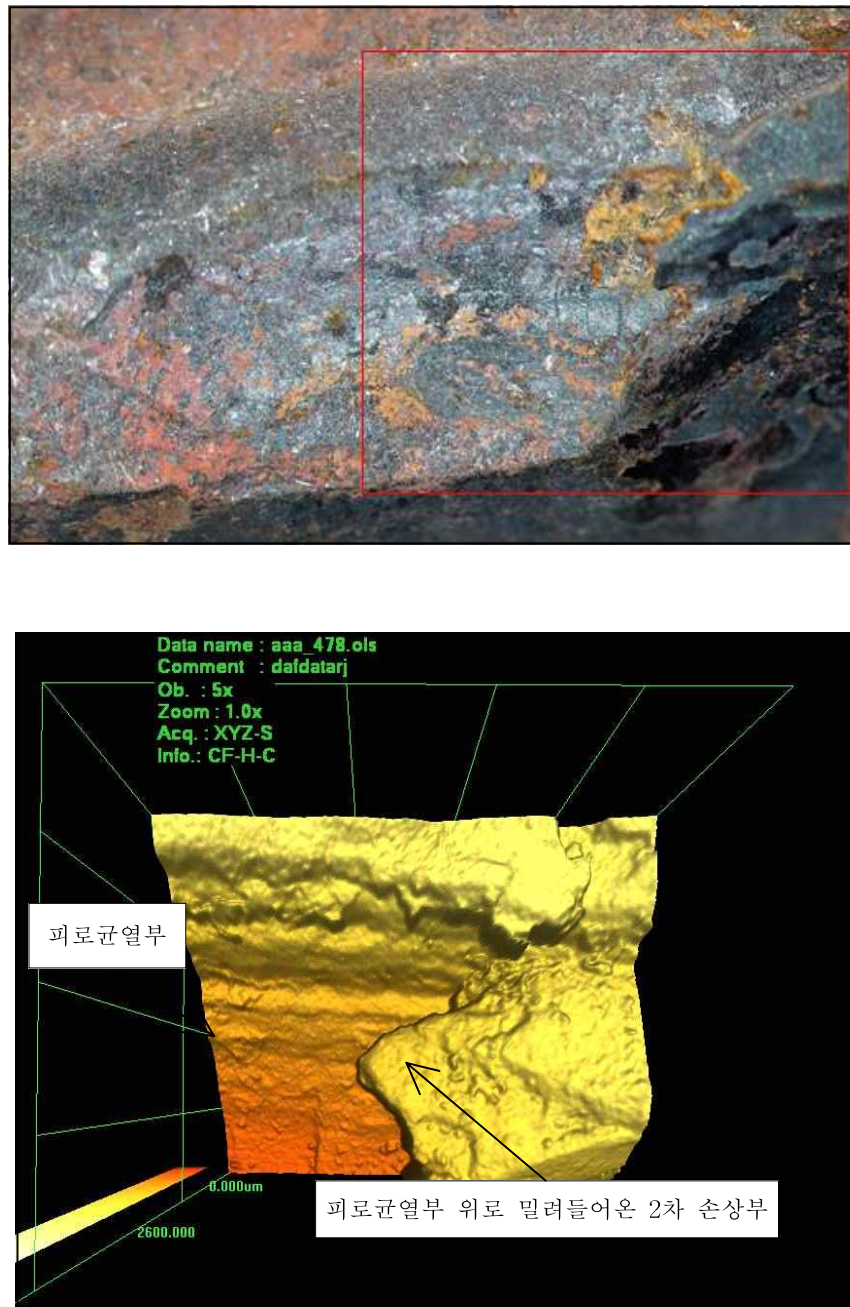 Data name : aaa_478.ols
Comment : dafdatarj
Ob. : 5x
Zoom : 1.0x
Acq. : XYZ-S
Info.: CF-H-C
피로균열부
0.000um
2600.000
피로균열부 위로 밀려들어온 2차 손상부